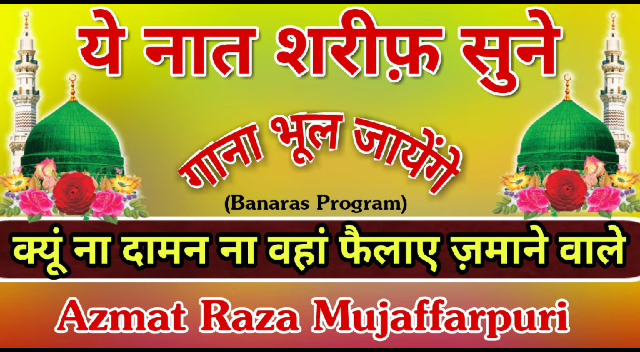 ये नात शरीफ़ सुने
गाना भूल जायेंगे
(Banaras Program)
क्यूं ना दामन ना वहां फैलाए ज़माने वाले
Azmat Raza Mujaffarpuri